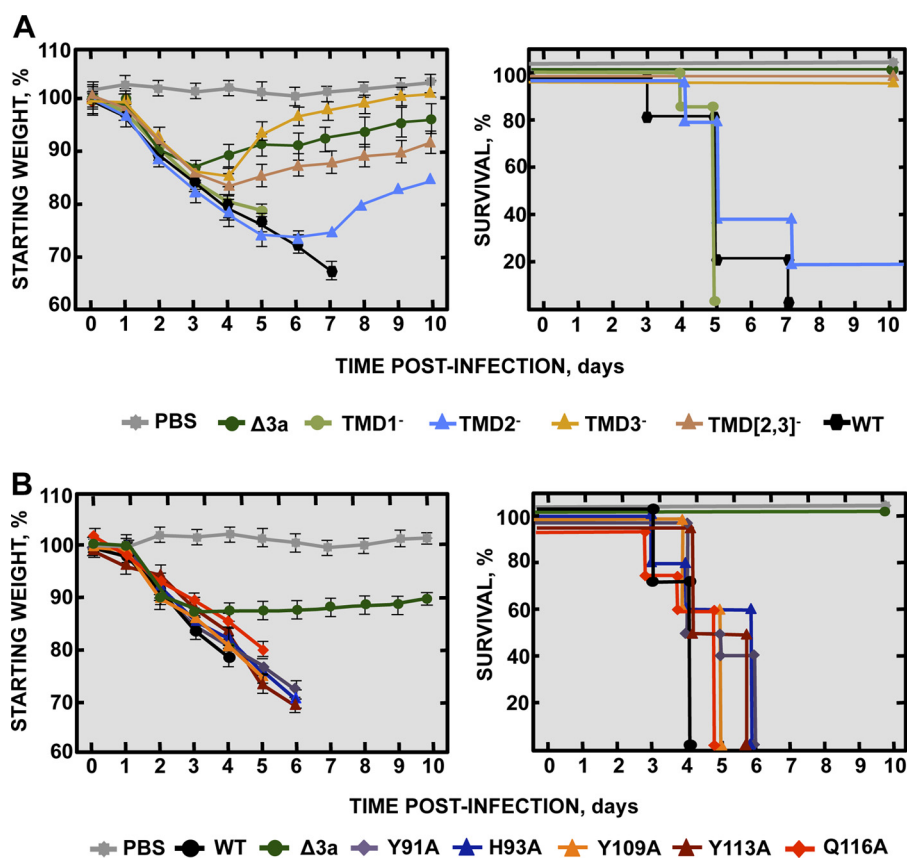 A
STARTING WEIGHT, %
110
100
90
80
70
60
0 1 2 3 4 5 6 7 8 9 10
SURVIVAL, %
100
80
60
40
20
0 1 2 3 4 5 6 7 8 9 10
TIME POST-INFECTION, days
PBS Δ3a TMD1⁻ TMD2⁻ TMD3⁻ TMD[2,3]⁻ WT
B
STARTING WEIGHT, %
110
100
90
80
70
60
0 1 2 3 4 5 6 7 8 9 10
SURVIVAL, %
100
80
60
40
20
0 1 2 3 4 5 6 7 8 9 10
TIME POST-INFECTION, days
PBS WT Δ3a Y91A H93A Y109A Y113A Q116A